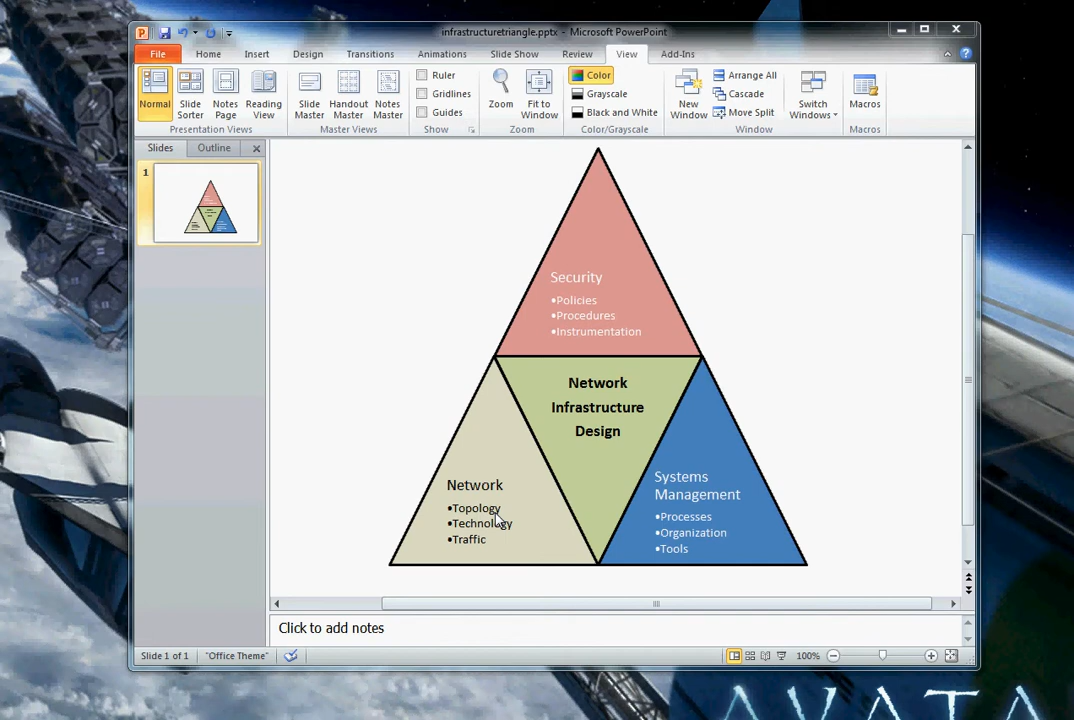 infrastructuretriangle.pptx - Microsoft PowerPoint
File Home Insert Design Transitions Animations Slide Show Review View Add-Ins
Normal
Slide Sorter
Notes Page
Reading View
Presentation Views
Slide Master
Handout Master
Notes Master
Master Views
Ruler
Gridlines
Guides
Show
Zoom
Fit to Window
Zoom
Color
Grayscale
Black and White
Color/Grayscale
New Window
Arrange All
Cascade
Move Split
Switch Windows
Window
Macros
Macros
Slides Outline
1
Security
•Policies
•Procedures
•Instrumentation
Network
Infrastructure
Design
Network
•Topology
•Technology
•Traffic
Systems
Management
•Processes
•Organization
•Tools
Click to add notes
Slide 1 of 1 "Office Theme" 100%
AVATA